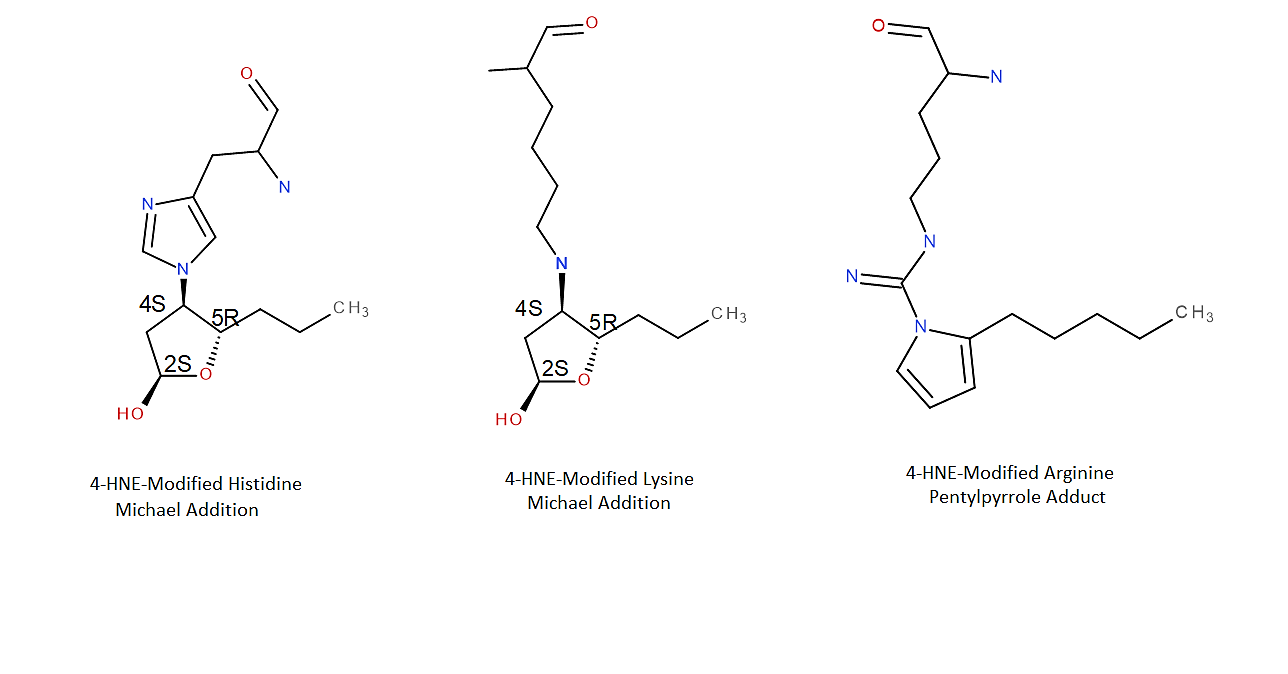 O
N
N
N
4S
5R
CH3
2S
O
HO
4-HNE-Modified Histidine
Michael Addition
O
N
4S
5R
CH3
2S
O
HO
4-HNE-Modified Lysine
Michael Addition
O
N
N
N
N
CH3
4-HNE-Modified Arginine
Pentylpyrrole Adduct